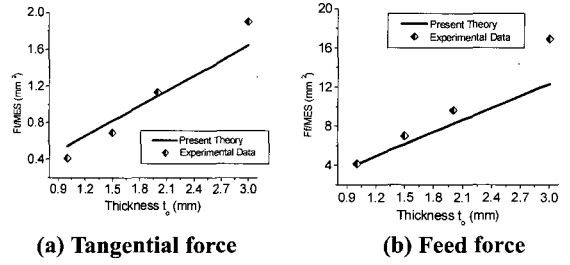 Ft/MES (mm²)
2.0
1.6
1.2
0.8
0.4
Present Theory
Experimental Data
0.9 1.2 1.5 1.8 2.1 2.4 2.7 3.0
Thickness tₒ (mm)
(a) Tangential force
Ff/MES (mm²)
20
16
12
8
4
Present Theory
Experimental Data
0.9 1.2 1.5 1.8 2.1 2.4 2.7 3.0
Thickness tₒ (mm)
(b) Feed force